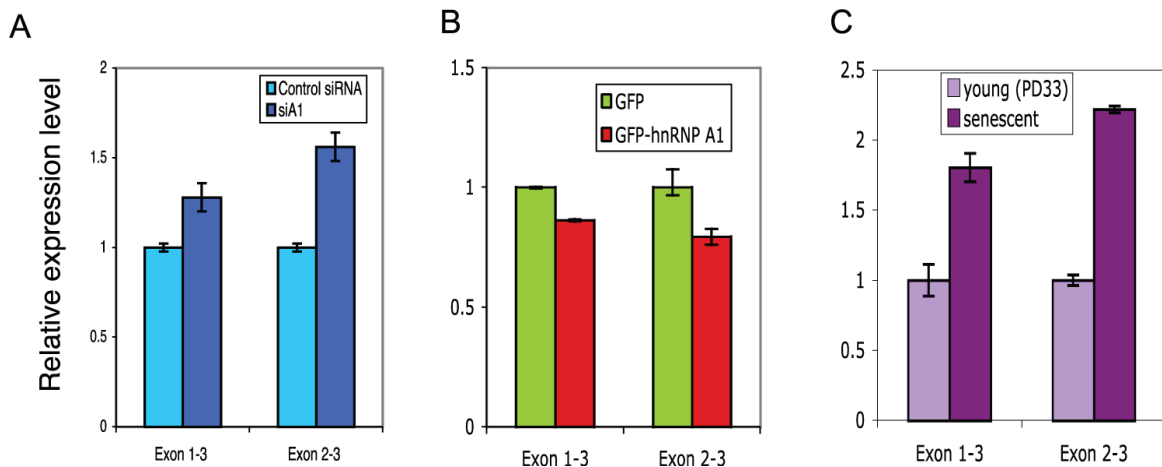 A
Relative expression level
2
1.5
1
0.5
0
Control siRNA
siA1
Exon 1-3
Exon 2-3
B
1.5
1
0.5
0
GFP
GFP-hnRNP A1
Exon 1-3
Exon 2-3
C
2.5
2
1.5
1
0.5
0
young (PD33)
senescent
Exon 1-3
Exon 2-3